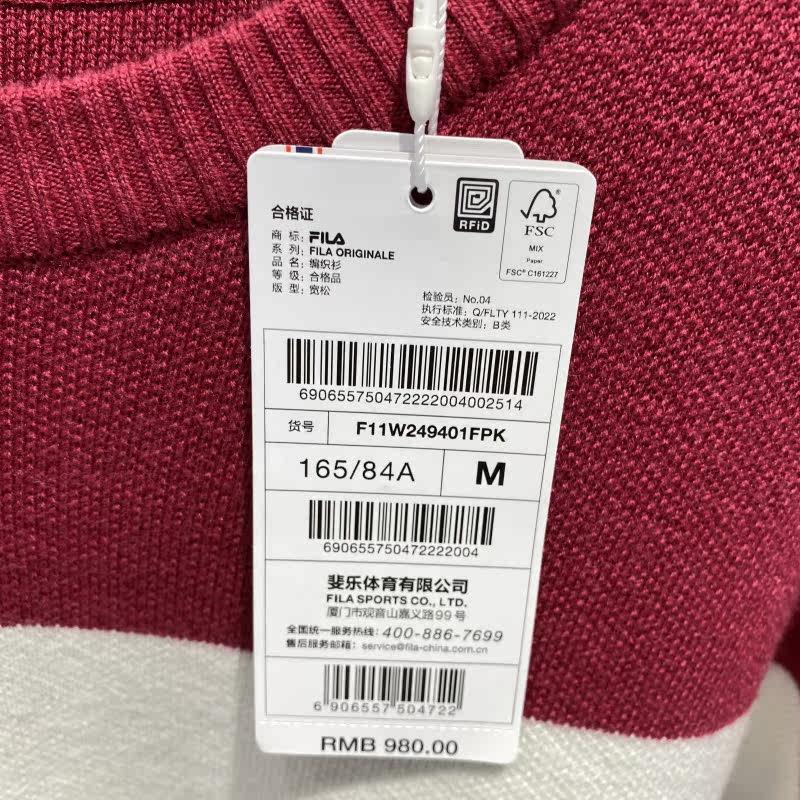 合格证
商 标: FILA
系 列: FILA ORIGINALE
品 名: 编织衫
等 级: 合格品
版 型: 宽松
RFiD
FSC
MIX
Paper
FSC® C161227
检验员: No.04
执行标准: Q/FLTY 111-2022
安全技术类别: B类
6906557504722222004002514
货号 F11W249401FPK
165/84A M
690655750472222004
斐乐体育有限公司
FILA SPORTS CO., LTD.
厦门市观音山嘉义路99号
全国统一服务热线: 400-886-7699
售后服务邮箱: service@fila-china.com.cn
6 906557 504722
RMB 980.00